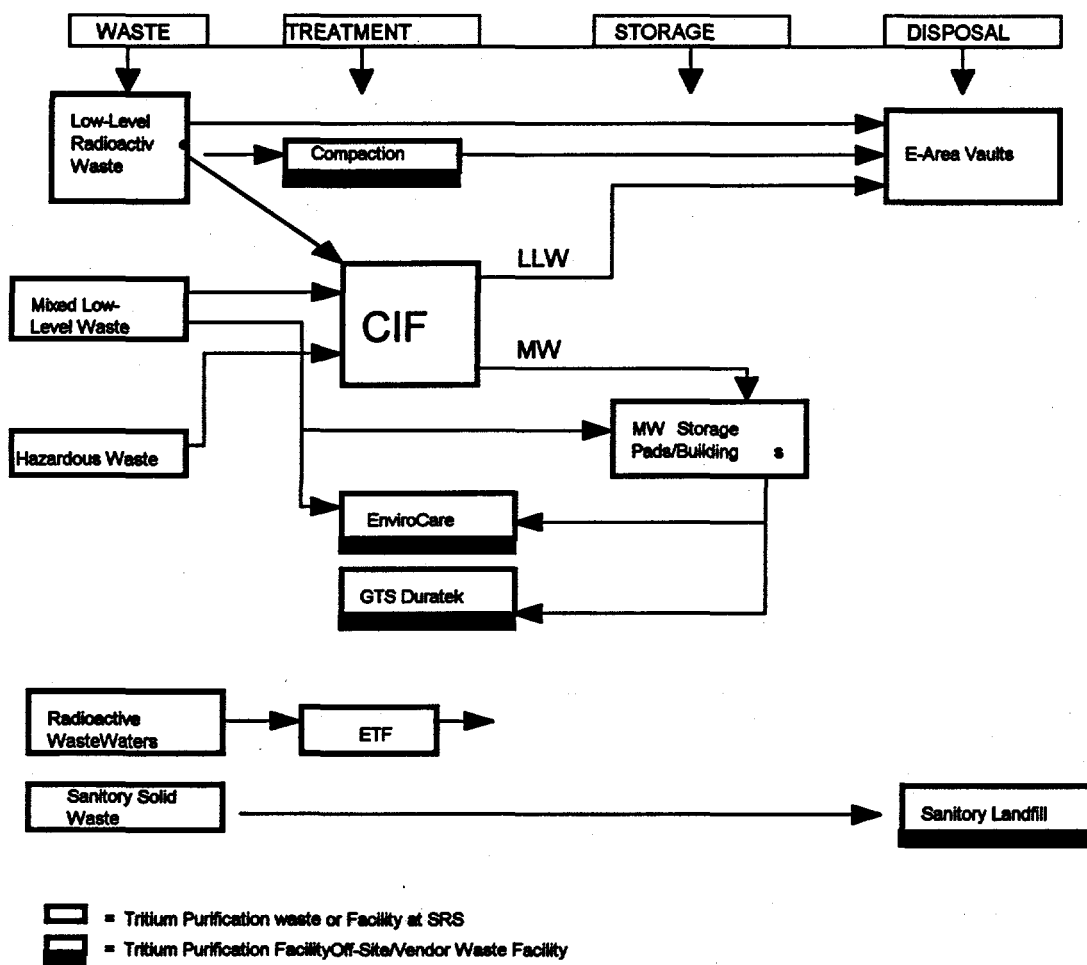 WASTE TREATMENT STORAGE DISPOSAL
Low-Level
Radioactiv
Waste
Compaction
E-Area Vaults
LLW
Mixed Low-
Level Waste
CIF
MW
Hazardous Waste
MW Storage
Pads/Building s
EnviroCare
GTS Duratek
Radioactive
WasteWaters
ETF
Sanitory Solid
Waste
Sanitory Landfill
= Tritium Purification waste or Facility at SRS
= Tritium Purification FacilityOff-Site/Vendor Waste Facility